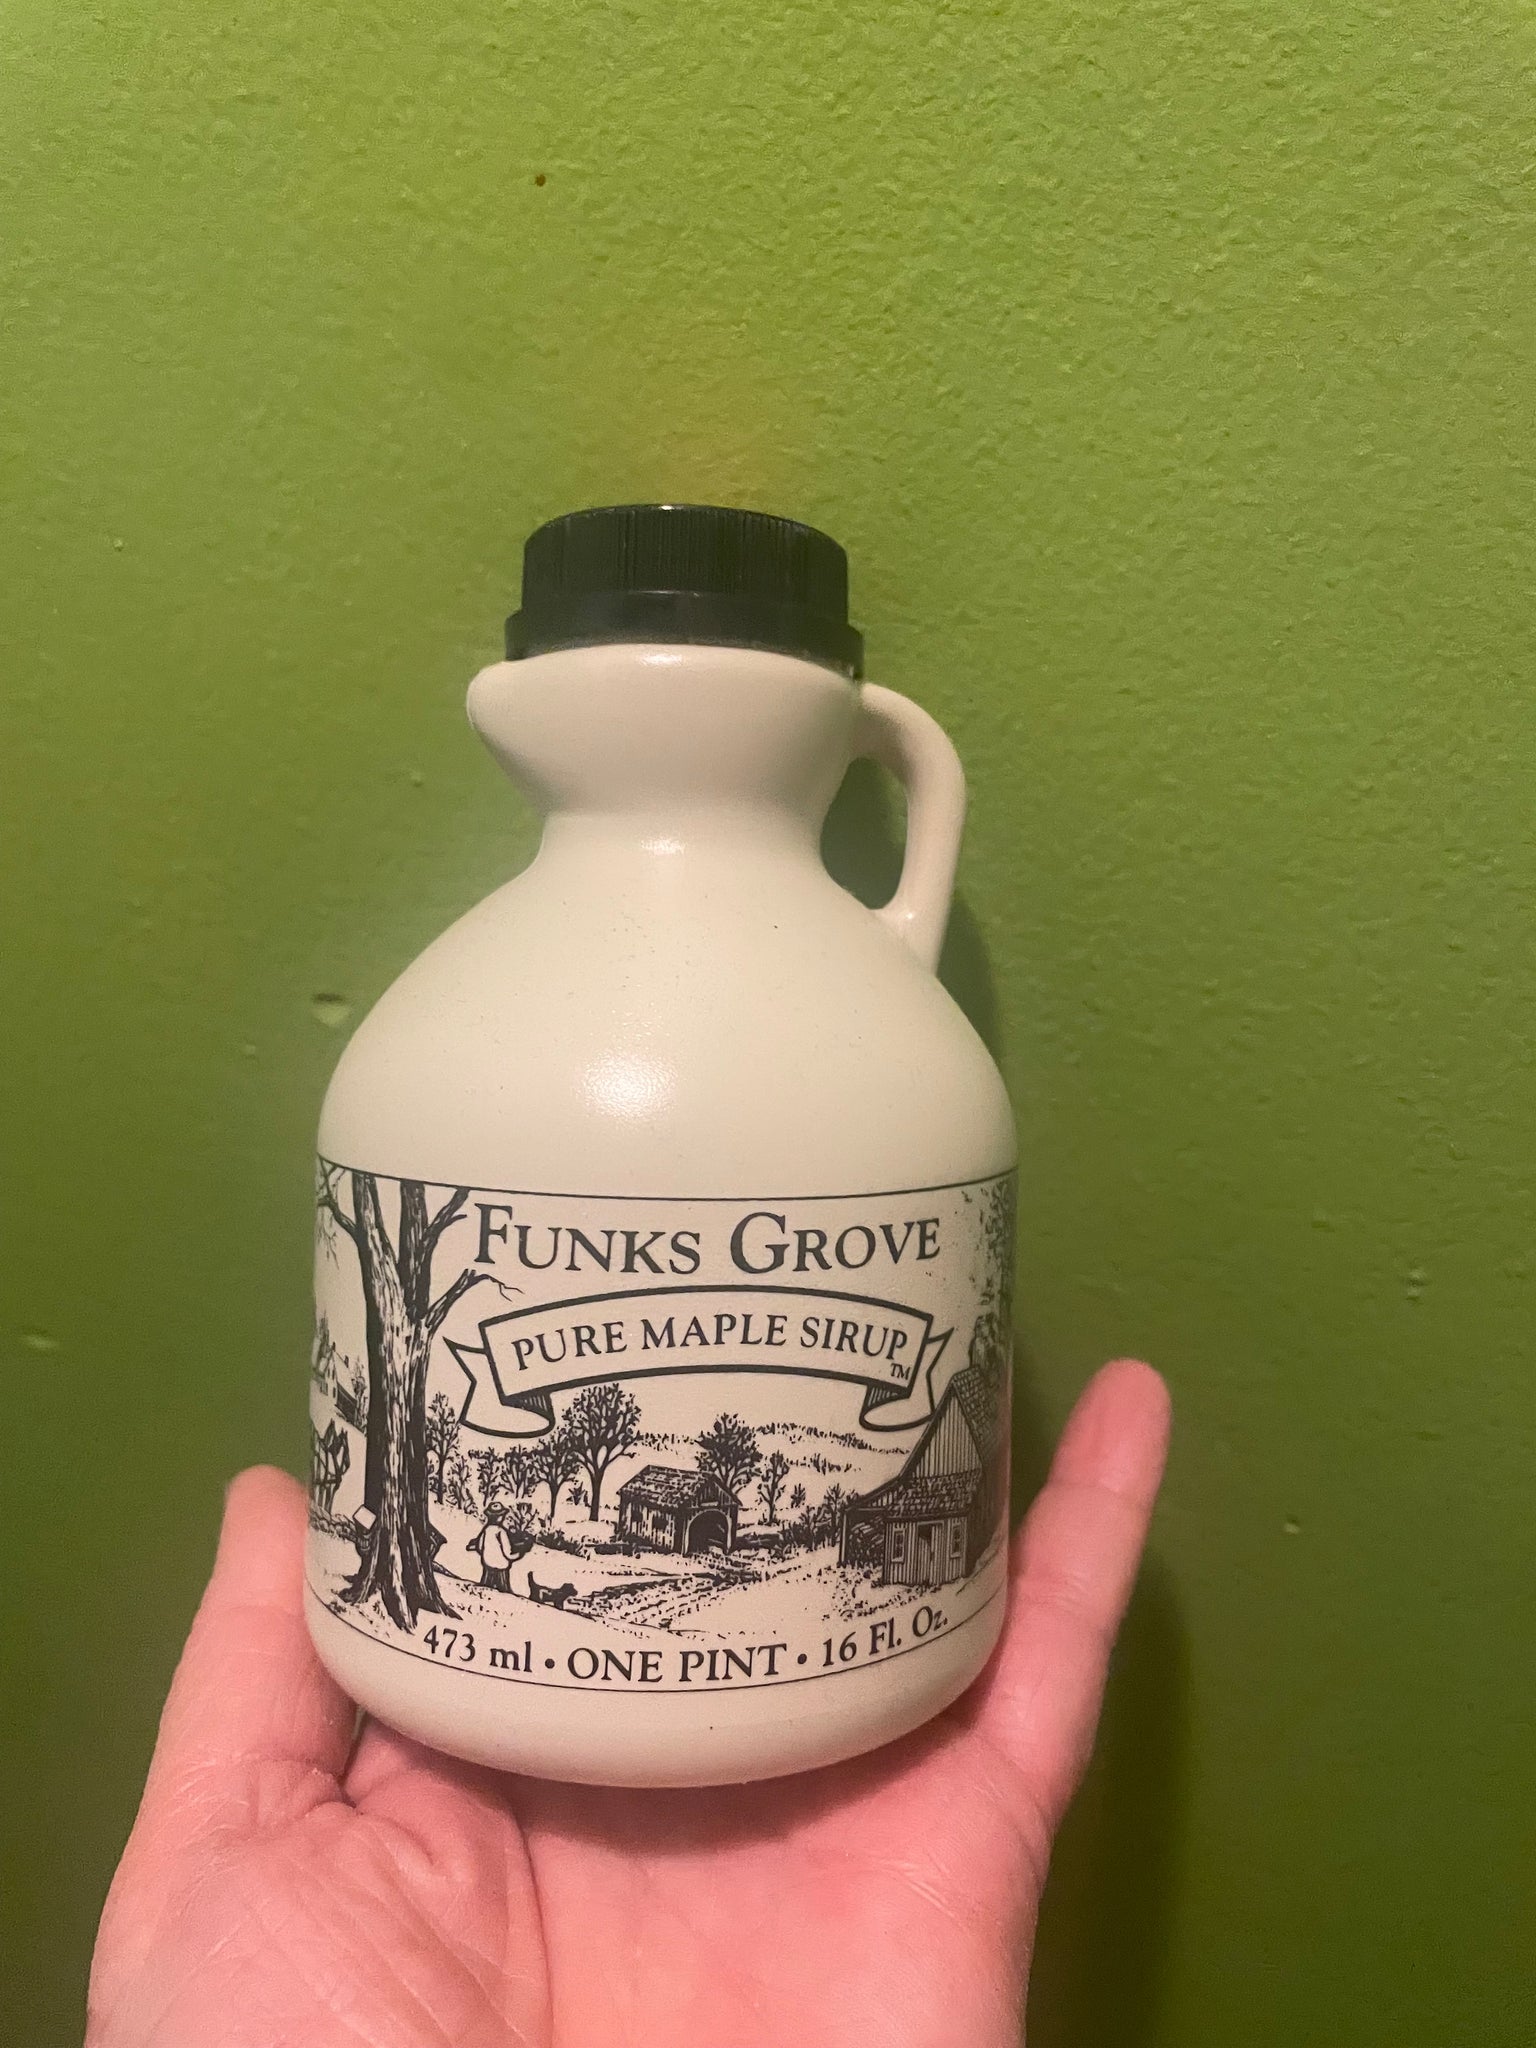 FUNKS GROVE
PURE MAPLE SIRUP
TM
473 ml • ONE PINT • 16 Fl. Oz.